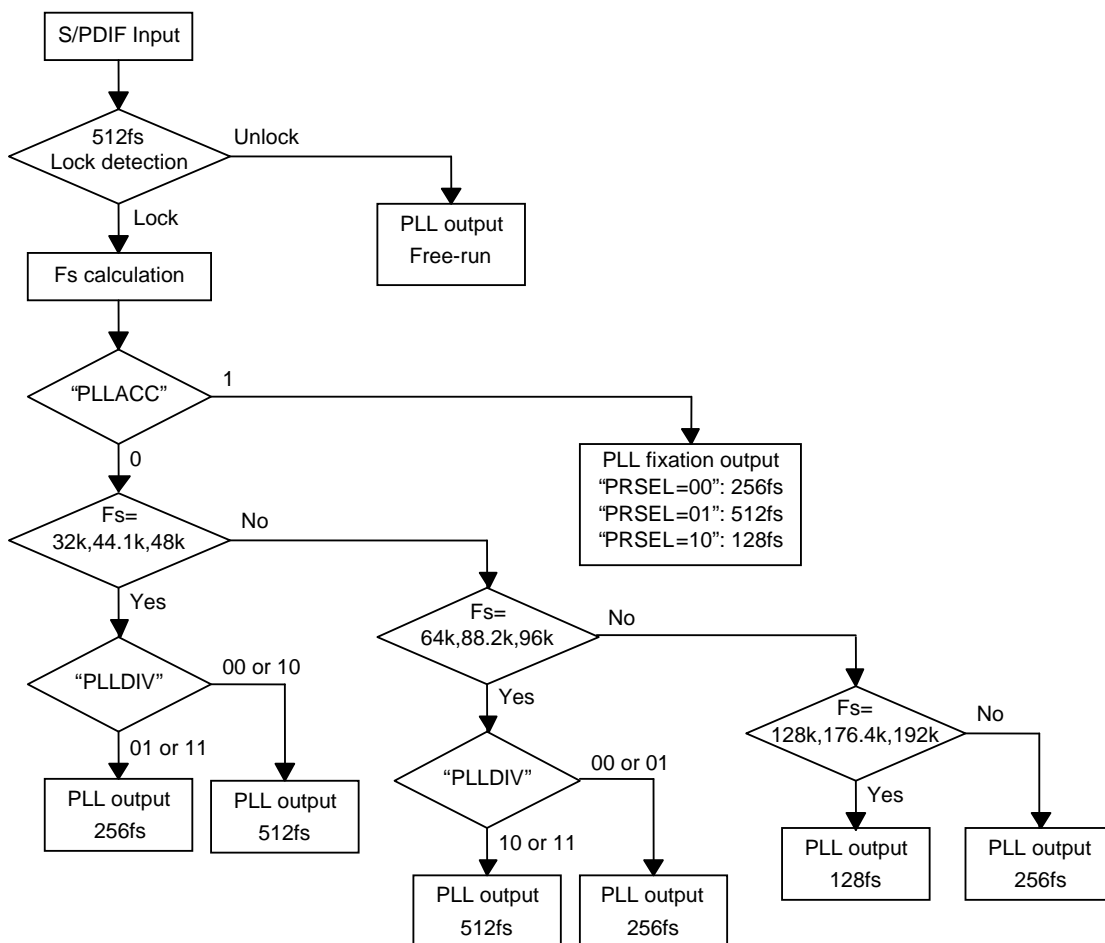 S/PDIF Input
512fs
Lock detection
Unlock
PLL output
Free-run
Lock
Fs calculation
“PLLACC”
1
PLL fixation output
“PRSEL=00”: 256fs
“PRSEL=01”: 512fs
“PRSEL=10”: 128fs
0
Fs=
32k,44.1k,48k
No
Yes
Fs=
64k,88.2k,96k
No
Yes
“PLLDIV”
00 or 10
01 or 11
PLL output
256fs
PLL output
512fs
“PLLDIV”
00 or 01
10 or 11
PLL output
512fs
PLL output
256fs
Fs=
128k,176.4k,192k
No
Yes
PLL output
128fs
PLL output
256fs